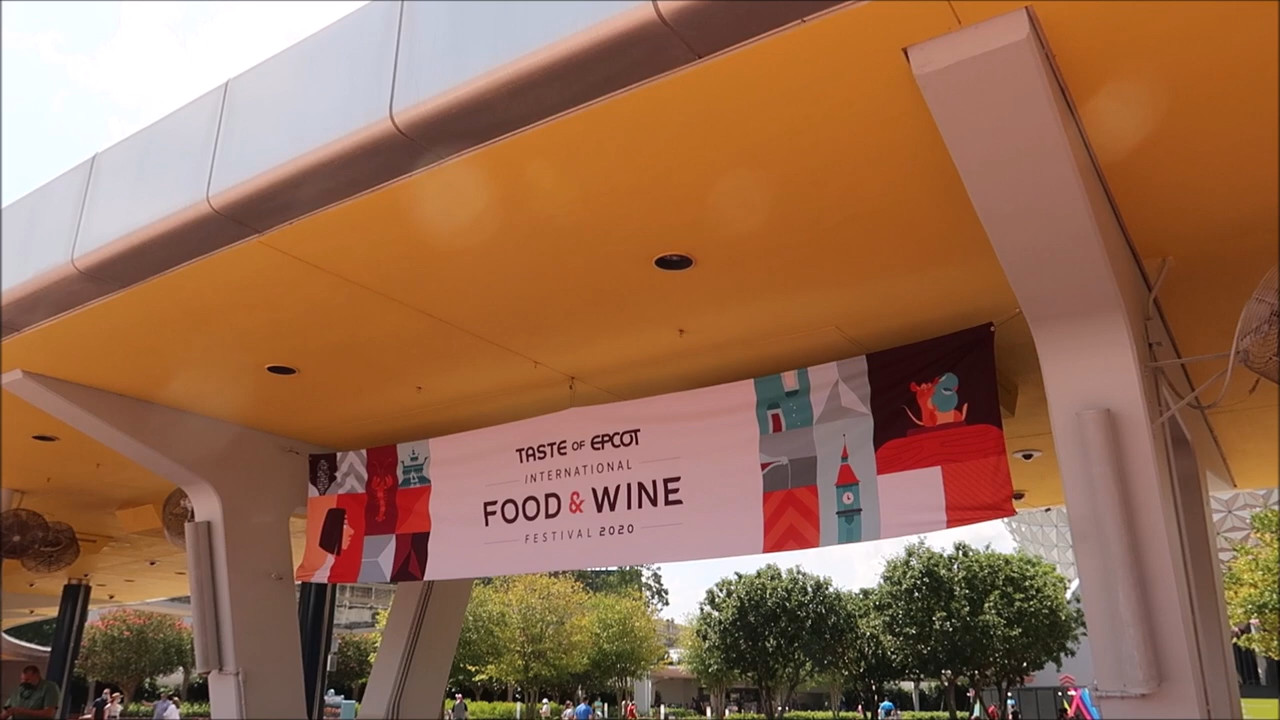 TASTE OF EPCOT
INTERNATIONAL
FOOD & WINE
FESTIVAL 2020